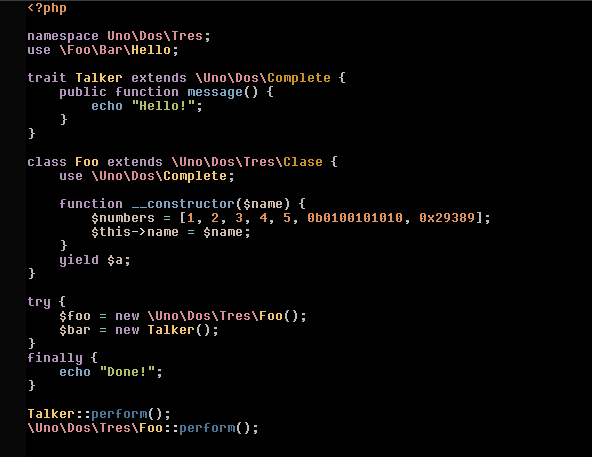 <?php
namespace Uno\Dos\Tres;
use \Foo\Bar\Hello;
trait Talker extends \Uno\Dos\Complete {
public function message() {
echo "Hello!";
}
}
class Foo extends \Uno\Dos\Tres\Clase {
use \Uno\Dos\Complete;
function __constructor($name) {
$numbers = [1, 2, 3, 4, 5, 0b0100101010, 0x29389];
$this->name = $name;
}
yield $a;
}
try {
$foo = new \Uno\Dos\Tres\Foo();
$bar = new Talker();
}
finally {
echo "Done!";
}
Talker::perform();
\Uno\Dos\Tres\Foo::perform();